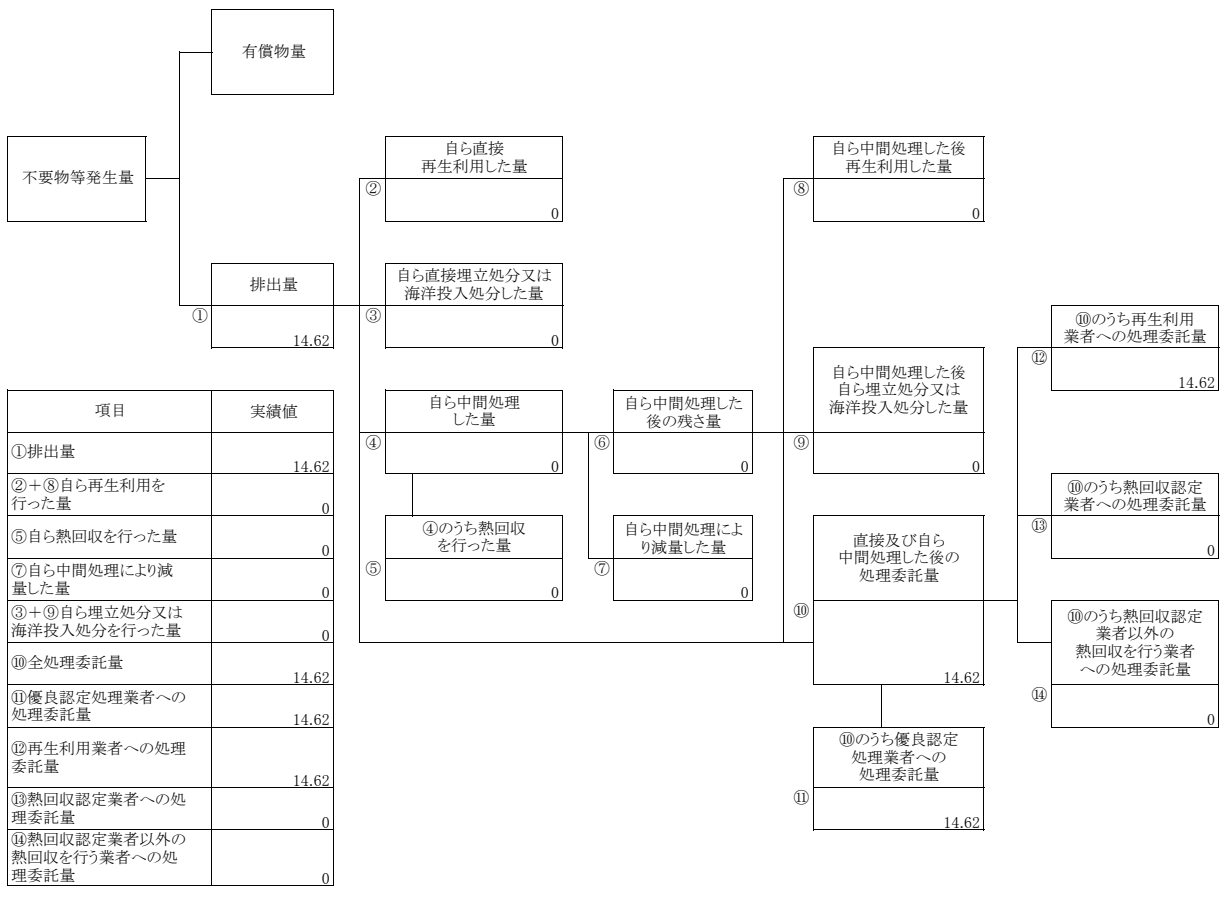 有償物量
不要物等発生量
排出量
①
14.62
自ら直接
再生利用した量
②
0
自ら直接埋立処分又は
海洋投入処分した量
③
0
自ら中間処理
した量
④
0
④のうち熱回収
を行った量
⑤
0
自ら中間処理した
後の残さ量
⑥
0
自ら中間処理によ
り減量した量
⑦
0
自ら中間処理した後
再生利用した量
⑧
0
自ら中間処理した後
自ら埋立処分又は
海洋投入処分した量
⑨
0
直接及び自ら
中間処理した後の
処理委託量
⑩
14.62
⑩のうち優良認定
処理業者への
処理委託量
⑪
14.62
⑩のうち再生利用
業者への処理委託量
⑫
14.62
⑩のうち熱回収認定
業者への処理委託量
⑬
0
⑩のうち熱回収認定
業者以外の
熱回収を行う業者
への処理委託量
⑭
0
項目 実績値
①排出量
14.62
②＋⑧自ら再生利用を
行った量
0
⑤自ら熱回収を行った量
0
⑦自ら中間処理により減
量した量
0
③＋⑨自ら埋立処分又は
海洋投入処分を行った量
0
⑩全処理委託量
14.62
⑪優良認定処理業者への
処理委託量
14.62
⑫再生利用業者への処理
委託量
14.62
⑬熱回収認定業者への処
理委託量
0
⑭熱回収認定業者以外の
熱回収を行う業者への処
理委託量
0